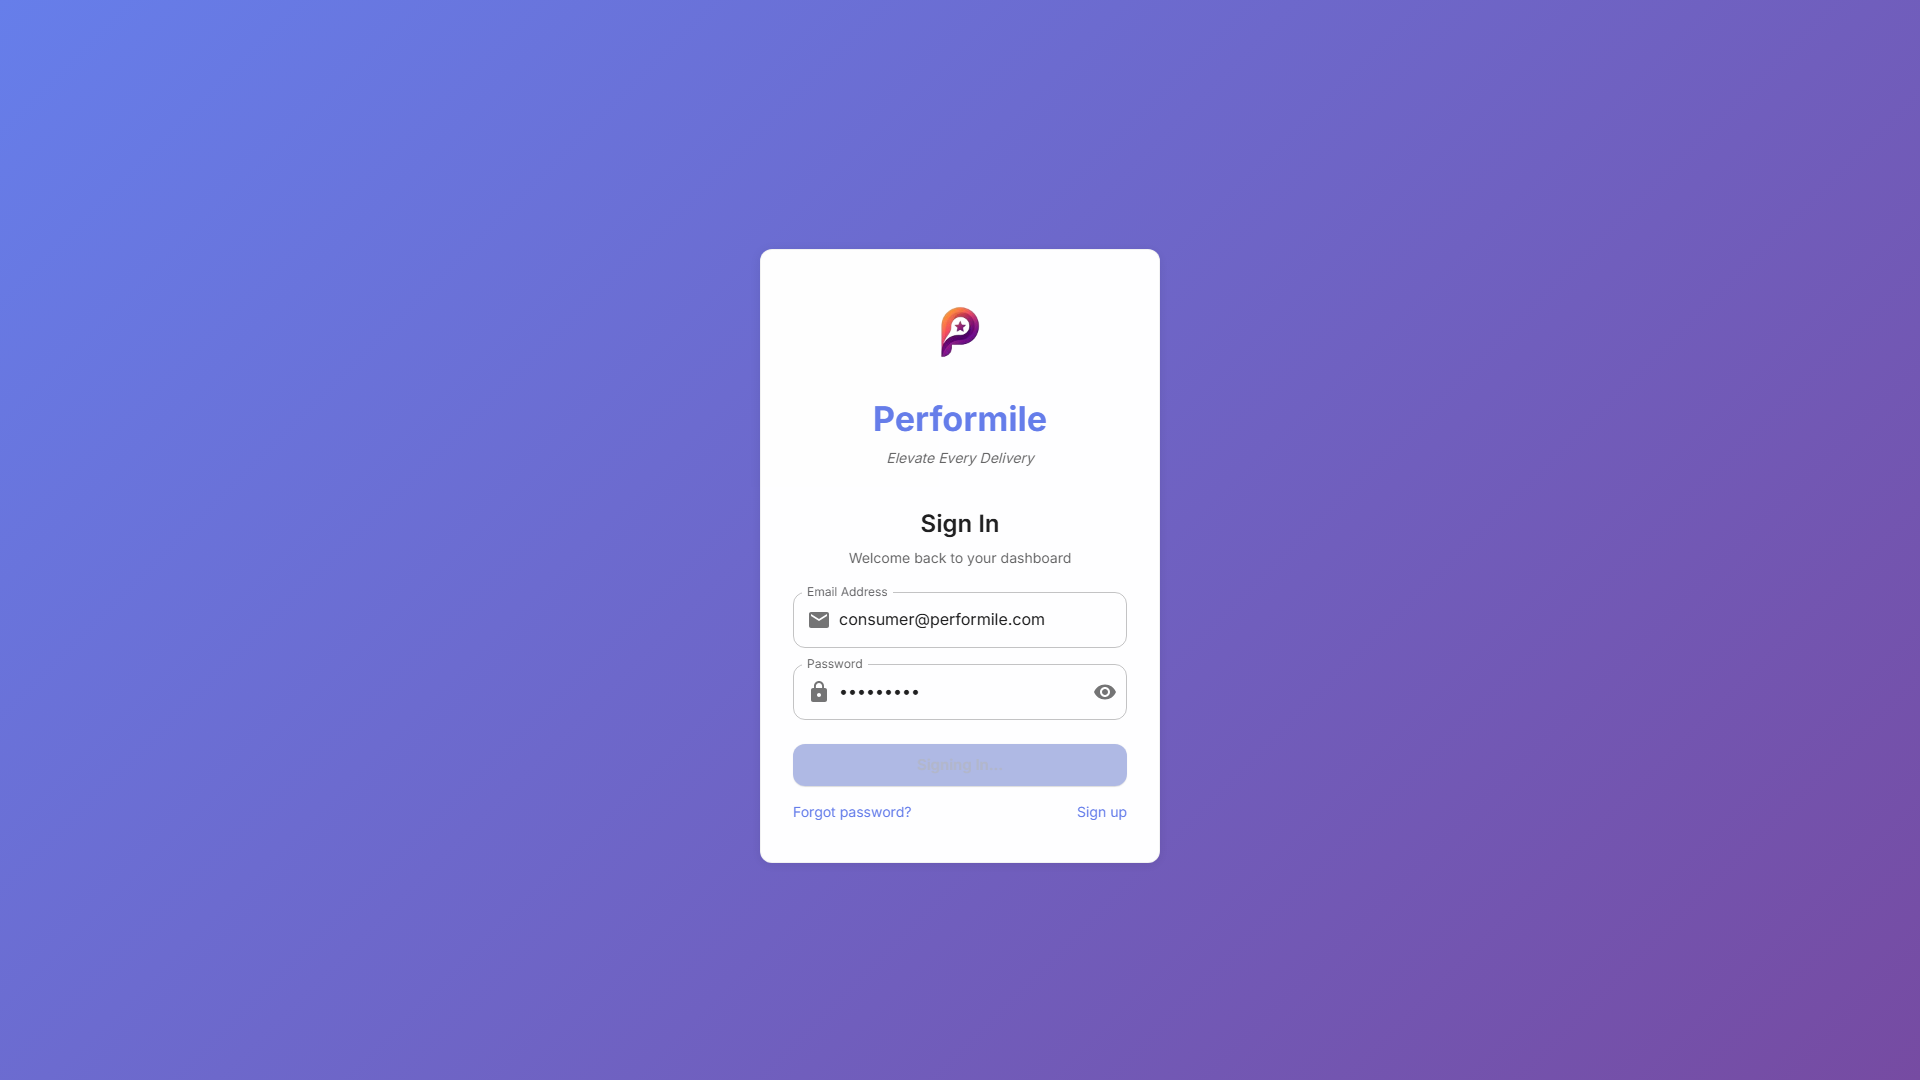 Performile
Elevate Every Delivery
Sign In
Welcome back to your dashboard
Email Address
consumer@performile.com
Password
•••••••••
Signing in...
Forgot password? Sign up